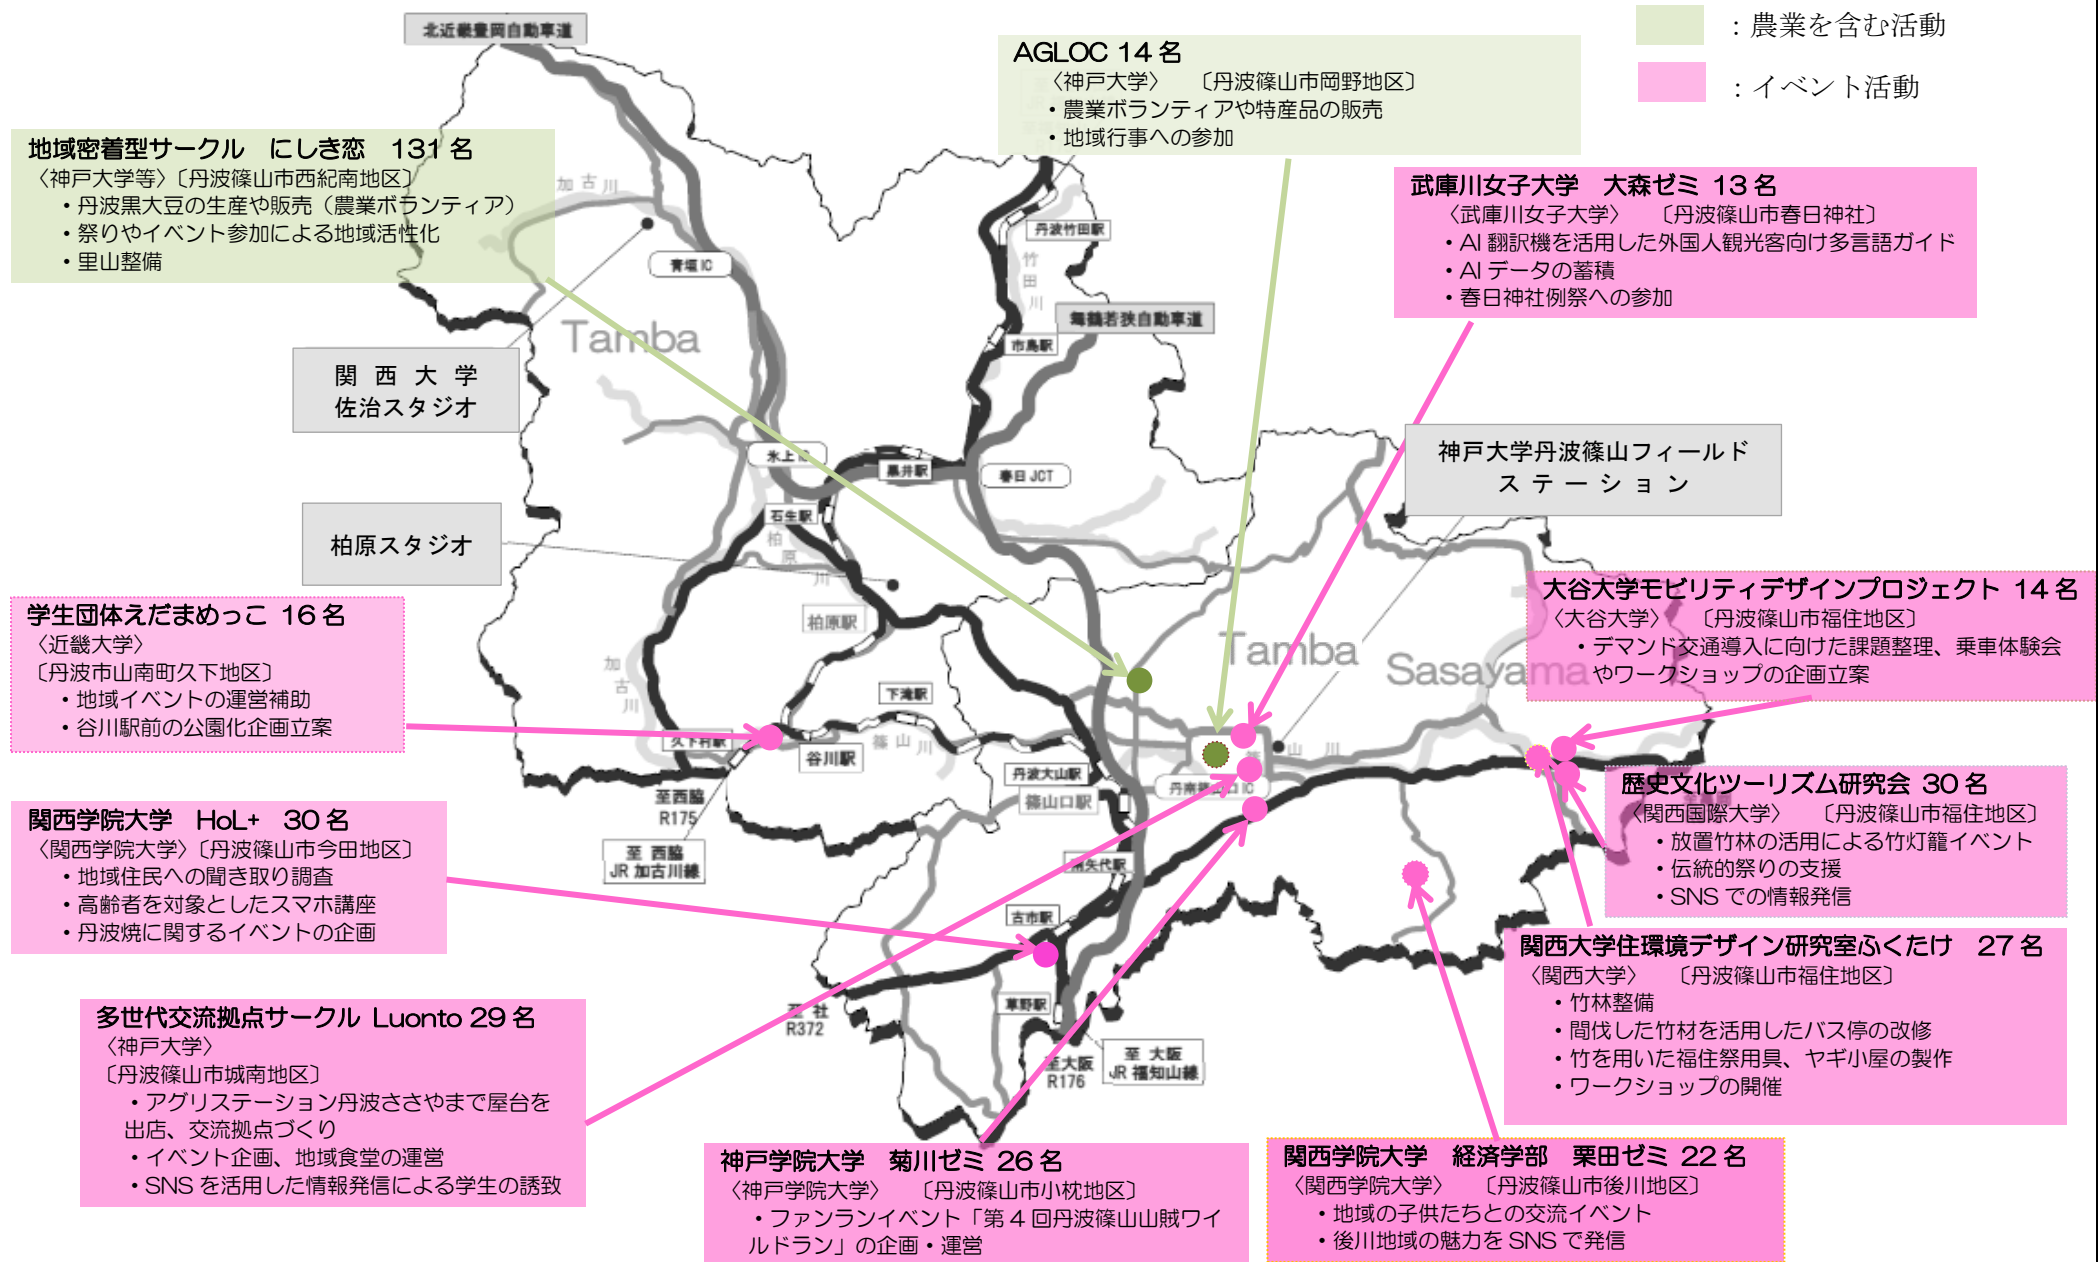 北近畿豊岡自動車道
：農業を含む活動
：イベント活動
AGLOC 14名
〈神戸大学〉　〔丹波篠山市岡野地区〕
・農業ボランティアや特産品の販売
・地域行事への参加
地域密着型サークル　にしき恋　131名
〈神戸大学等〉〔丹波篠山市西紀南地区〕
・丹波黒大豆の生産や販売（農業ボランティア）
・祭りやイベント参加による地域活性化
・里山整備
武庫川女子大学　大森ゼミ 13名
〈武庫川女子大学〉　〔丹波篠山市春日神社〕
・AI翻訳機を活用した外国人観光客向け多言語ガイド
・AIデータの蓄積
・春日神社例祭への参加
加古川
丹波竹田駅
青垣IC
竹田川
舞鶴若狭自動車道
市島駅
Tamba
関西大学
佐治スタジオ
氷上IC
黒井駅
春日JCT
神戸大学丹波篠山フィールド
ステーション
石生駅
柏原川
柏原スタジオ
柏原駅
学生団体えだまめっこ 16名
〈近畿大学〉
〔丹波市山南町久下地区〕
・地域イベントの運営補助
・谷川駅前の公園化企画立案
加古川
大谷大学モビリティデザインプロジェクト 14名
〈大谷大学〉　〔丹波篠山市福住地区〕
・デマンド交通導入に向けた課題整理、乗車体験会
やワークショップの企画立案
Tamba
Sasayama
下滝駅
久下村駅
谷川駅
篠山川
丹波大山駅
篠山口駅
丹南篠山口IC
篠山川
至西脇
R175
至 西脇
JR加古川線
南矢代駅
古市駅
草野駅
至 社
R372
至大阪
R176
至 大阪
JR福知山線
歴史文化ツーリズム研究会 30名
〈関西国際大学〉　〔丹波篠山市福住地区〕
・放置竹林の活用による竹灯籠イベント
・伝統的祭りの支援
・SNSでの情報発信
関西学院大学　HoL+　30名
〈関西学院大学〉〔丹波篠山市今田地区〕
・地域住民への聞き取り調査
・高齢者を対象としたスマホ講座
・丹波焼に関するイベントの企画
関西大学住環境デザイン研究室ふくたけ　27名
〈関西大学〉　〔丹波篠山市福住地区〕
・竹林整備
・間伐した竹材を活用したバス停の改修
・竹を用いた福住祭用具、ヤギ小屋の製作
・ワークショップの開催
多世代交流拠点サークル Luonto 29名
〈神戸大学〉
〔丹波篠山市城南地区〕
・アグリステーション丹波ささやまで屋台を
出店、交流拠点づくり
・イベント企画、地域食堂の運営
・SNSを活用した情報発信による学生の誘致
神戸学院大学　菊川ゼミ 26名
〈神戸学院大学〉　〔丹波篠山市小枕地区〕
・ファンランイベント「第4回丹波篠山山賊ワイ
ルドラン」の企画・運営
関西学院大学　経済学部　栗田ゼミ 22名
〈関西学院大学〉　〔丹波篠山市後川地区〕
・地域の子供たちとの交流イベント
・後川地域の魅力をSNSで発信